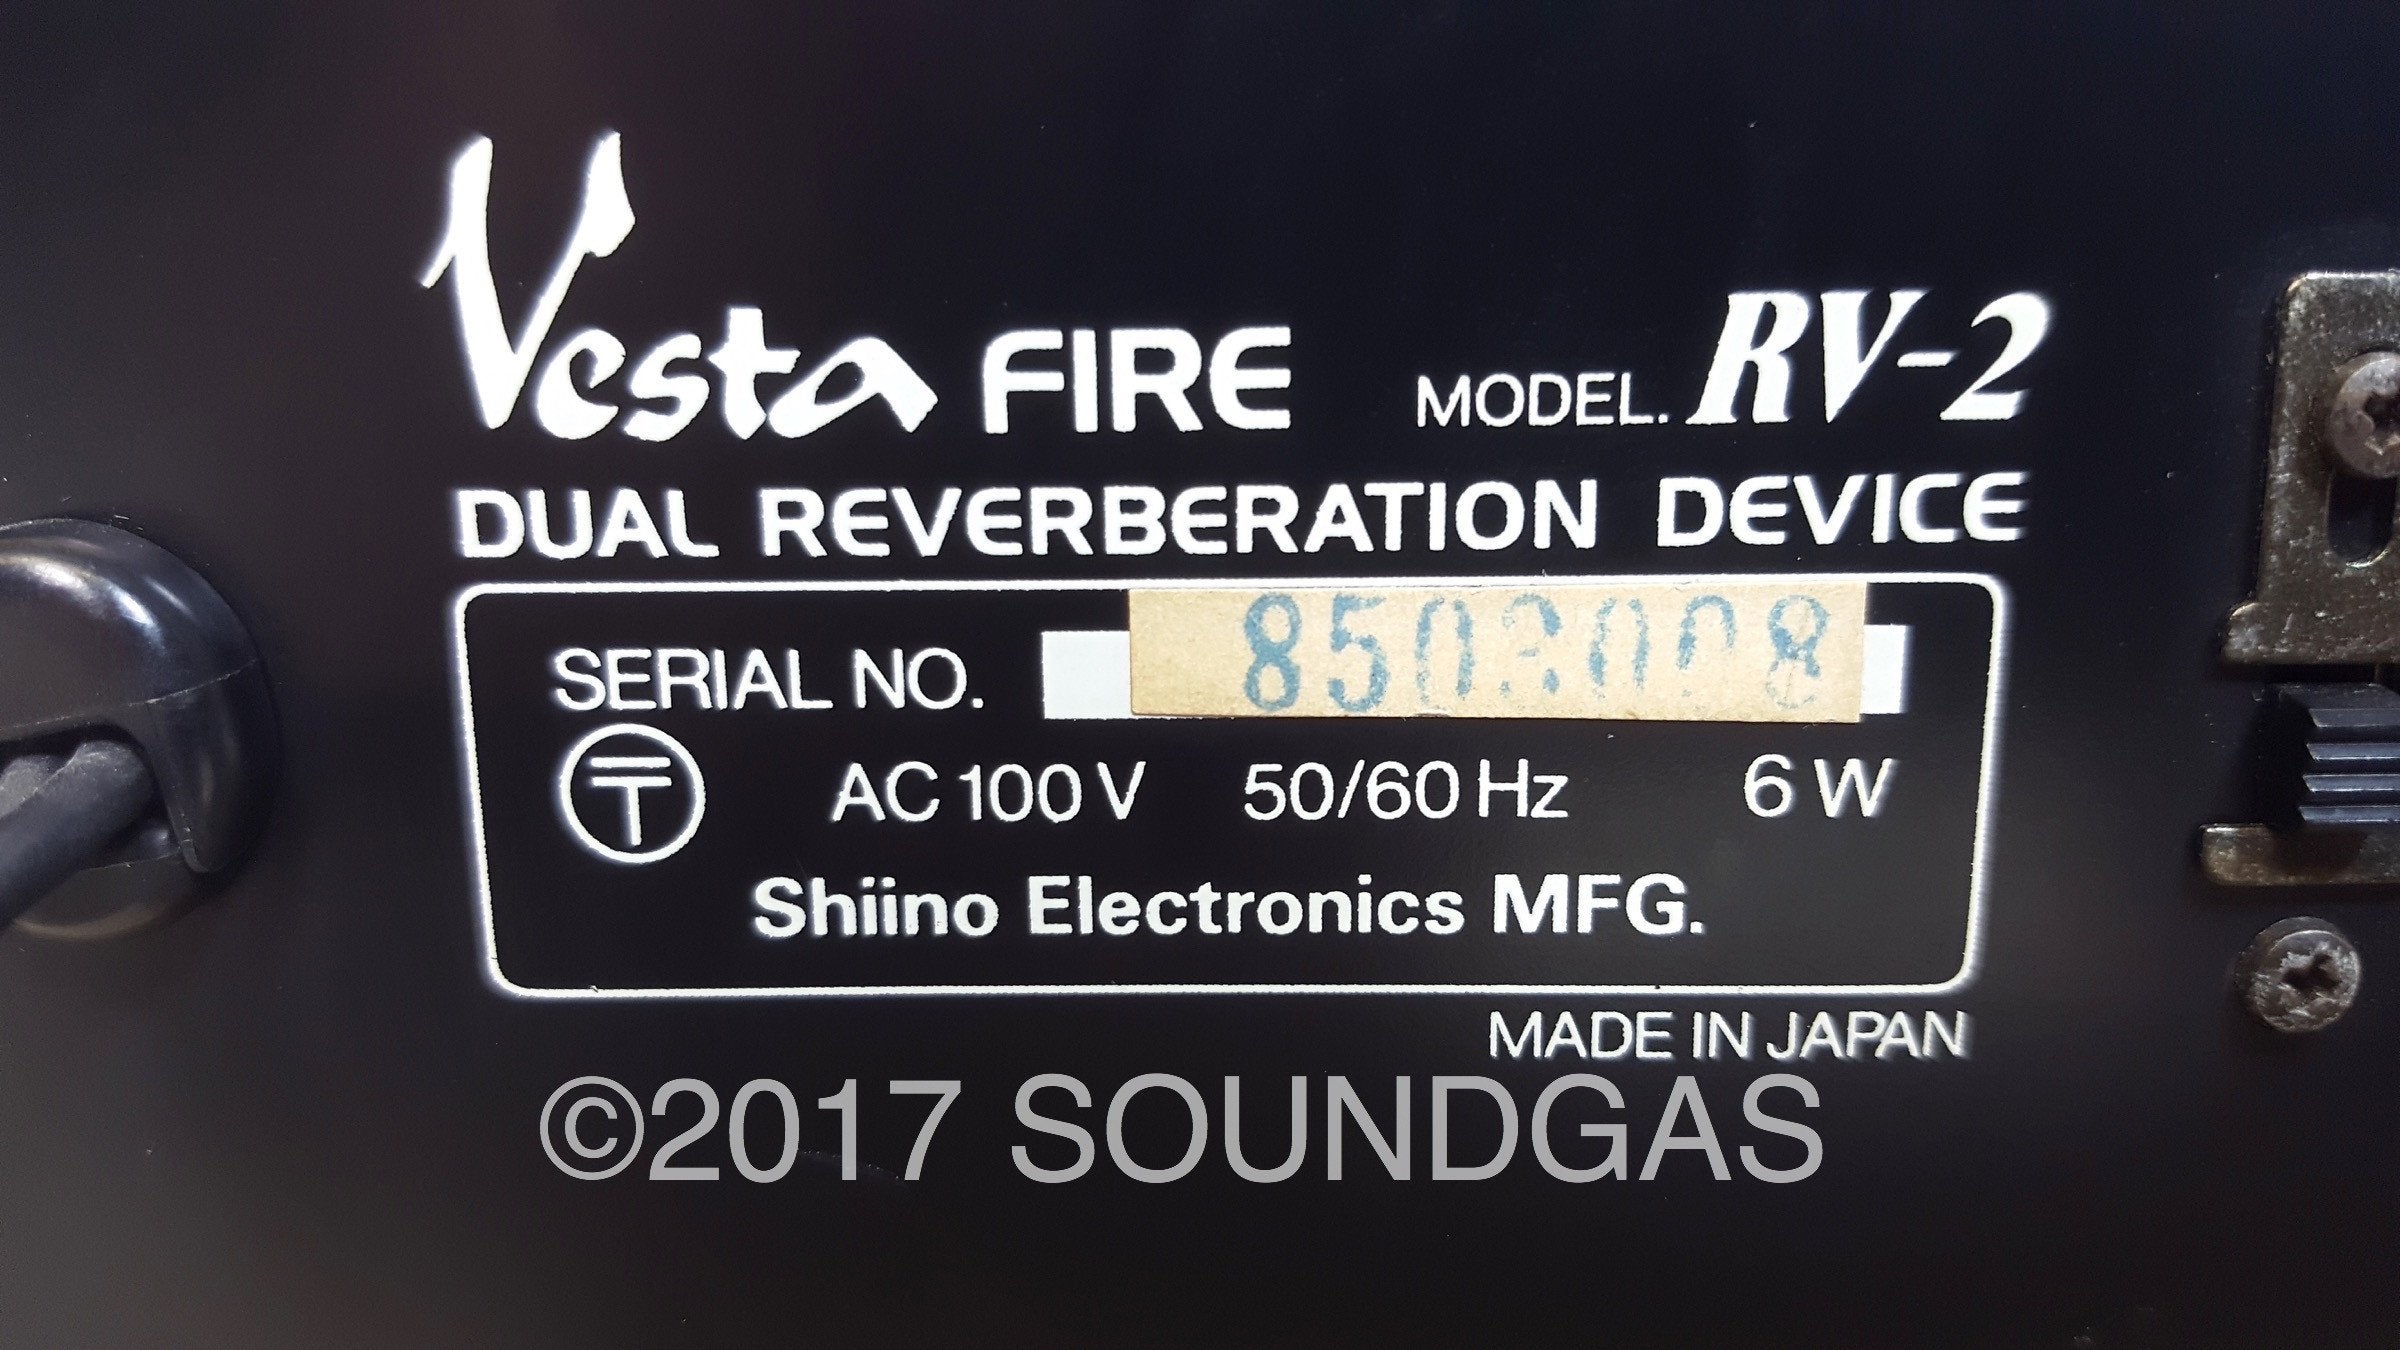 Vesta FIRE MODEL. RV-2
DUAL REVERBERATION DEVICE
SERIAL NO.
〒 AC 100 V 50/60 Hz 6 W
Shiino Electronics MFG.
MADE IN JAPAN
©2017 SOUNDGAS